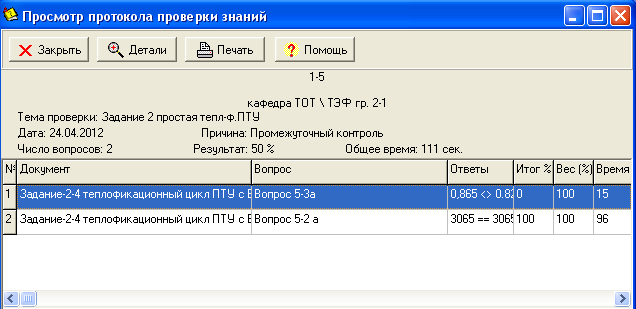 Просмотр протокола проверки знаний
Закрыть Детали Печать Помощь
1-5
кафедра ТОТ \ ТЭФ гр. 2-1
Тема проверки: Задание 2 простая тепл-ф.ПТУ
Дата: 24.04.2012 Причина: Промежуточный контроль
Число вопросов: 2 Результат: 50 % Общее время: 111 сек.
№ Документ Вопрос Ответы Итог % Вес (%) Время
1 Задание-2-4 теплофикационный цикл ПТУ с Вопрос 5-3а 0,865 <> 0.82 0 100 15
2 Задание-2-4 теплофикационный цикл ПТУ с Вопрос 5-2 а 3065 == 3065 100 100 96